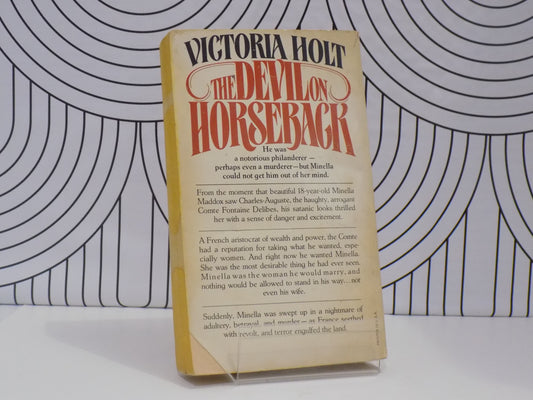 VICTORIA HOLT
THE DEVIL ON
HORSEBACK
He was
a notorious philanderer—
perhaps even a murderer—but Minella
could not get him out of her mind.
From the moment that beautiful 18-year-old Minella
Maddox saw Charles-Auguste, the haughty, arrogant
Comte Fontaine Delibes, his satanic looks thrilled
her with a sense of danger and excitement.
A French aristocrat of wealth and power, the Comte
had a reputation for taking what he wanted, espe-
cially women. And right now he wanted Minella.
She was the most desirable thing he had ever seen.
Minella was the woman he would marry, and
nothing would be allowed to stand in his way...not
even his wife.
Suddenly, Minella was swept up in a nightmare of
adultery, betrayal, and murder—as France seethed
with revolt, and terror engulfed the land.